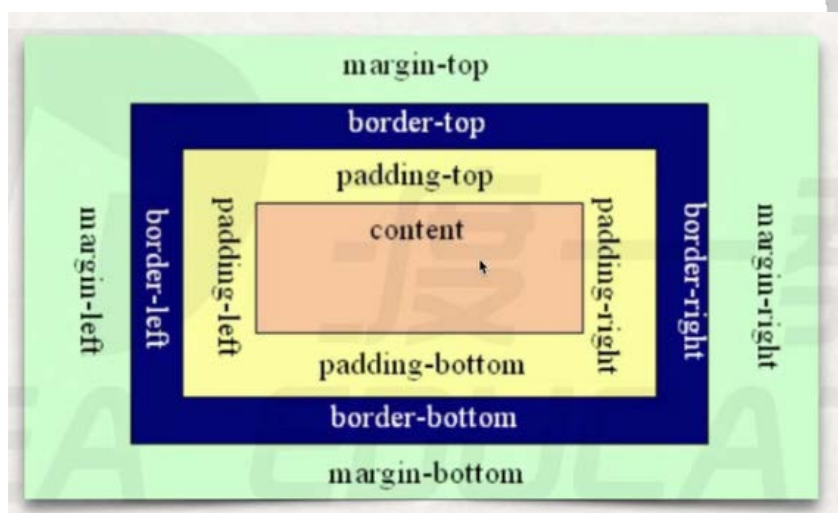 margin-top
border-top
padding-top
margin-left
border-left
padding-left
content
padding-right
border-right
margin-right
padding-bottom
border-bottom
margin-bottom